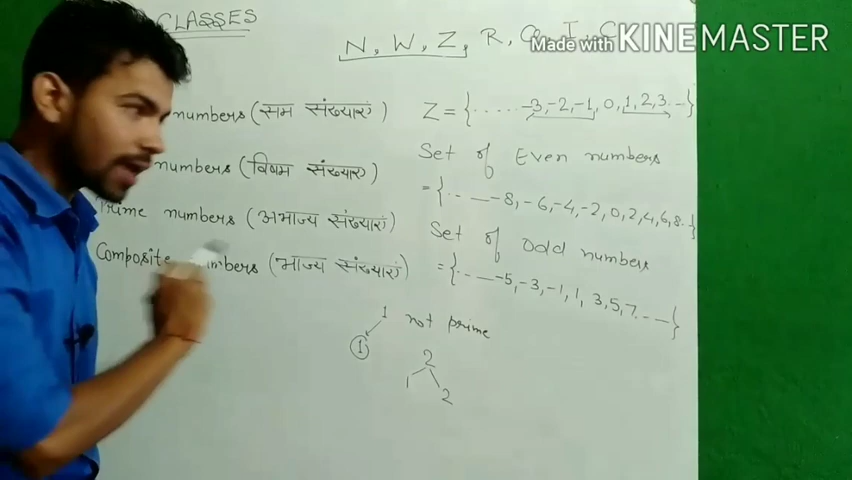 CLASSES
N, W, Z, R, Q, I, C
Made with KINEMASTER
numbers (सम संख्याएं)
numbers (विषम संख्याएं)
Prime numbers (अभाज्य संख्याएं)
Composite numbers (भाज्य संख्याएं)
Z = {......-3, -2, -1, 0, 1, 2, 3...}
Set of Even numbers
= {... -8, -6, -4, -2, 0, 2, 4, 6, 8..}
Set of odd numbers
= {... -5, -3, -1, 1, 3, 5, 7...}
1 not prime
1
2
1 2